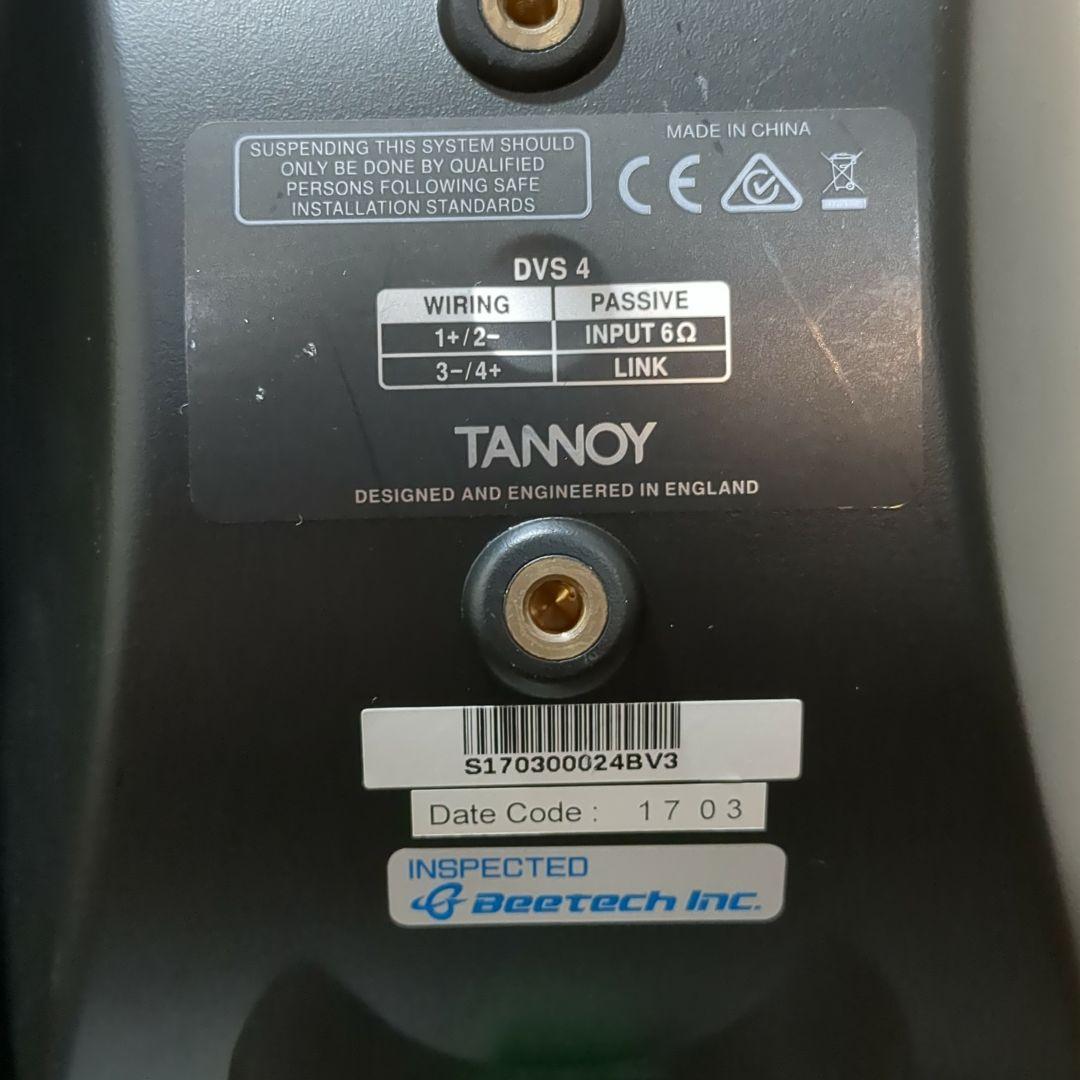 SUSPENDING THIS SYSTEM SHOULD
ONLY BE DONE BY QUALIFIED
PERSONS FOLLOWING SAFE
INSTALLATION STANDARDS
MADE IN CHINA
CE
DVS 4
WIRING PASSIVE
1+/2− INPUT 6Ω
3−/4+ LINK
TANNOY
DESIGNED AND ENGINEERED IN ENGLAND
S170300024BV3
Date Code : 1703
INSPECTED
Beetech Inc.